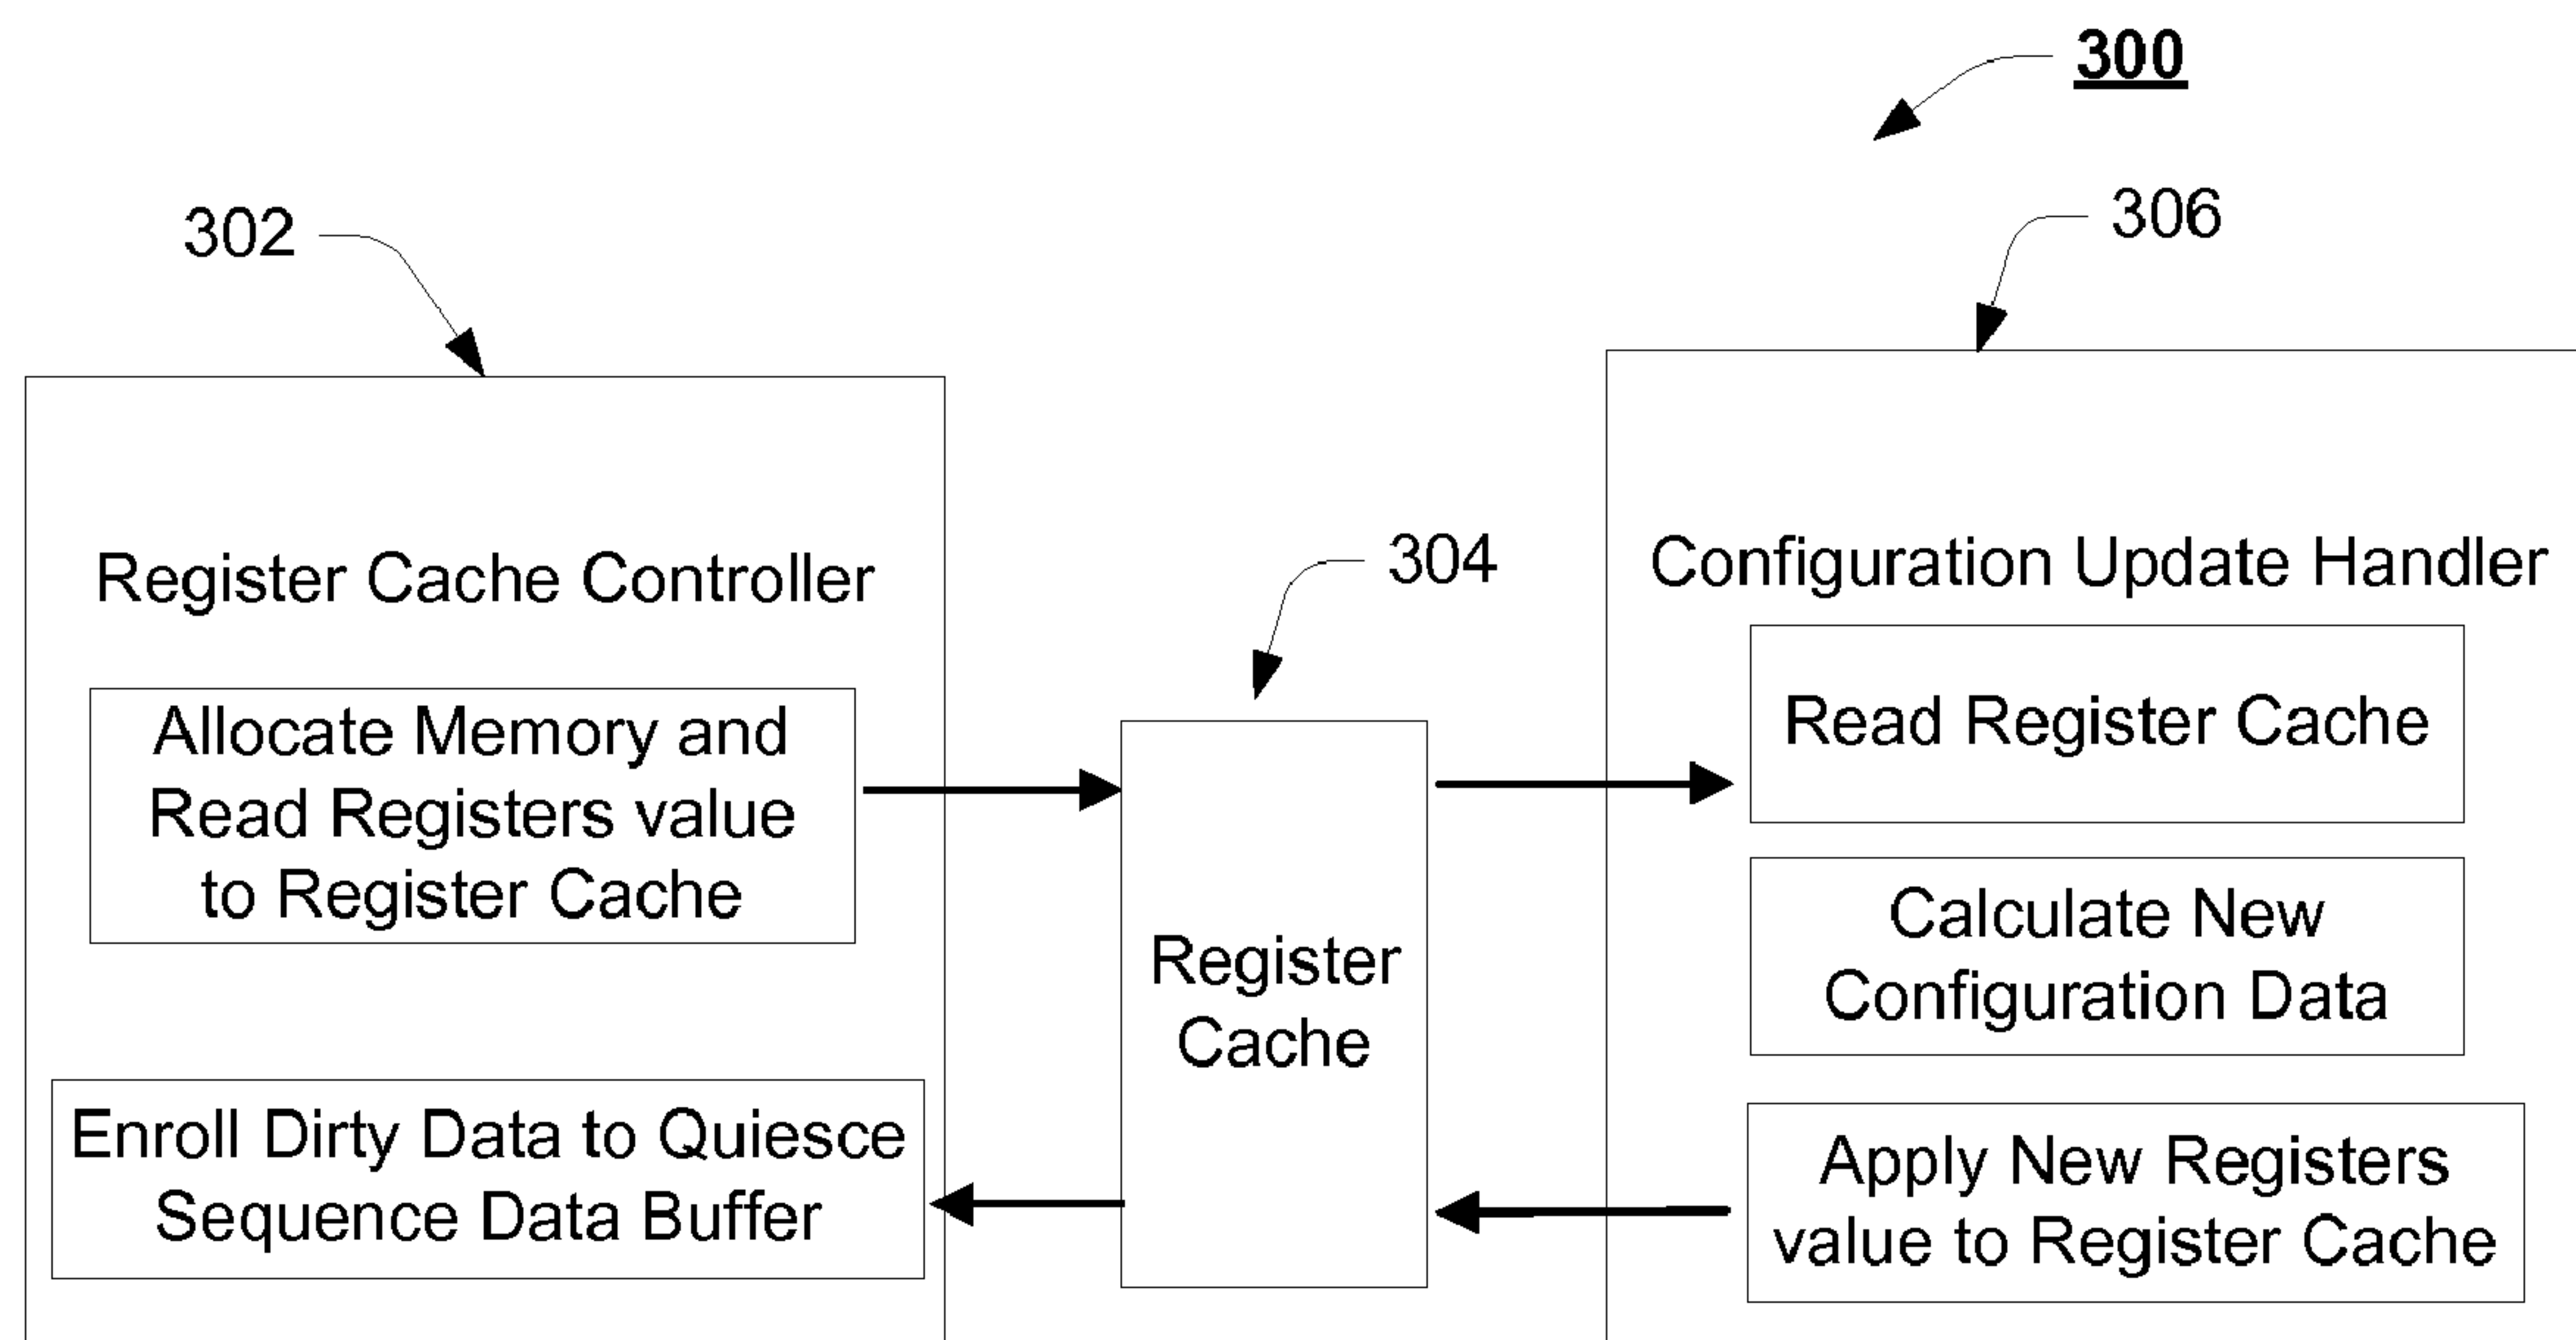 300
302
306
304
Register Cache Controller
Allocate Memory and
Read Registers value
to Register Cache
Enroll Dirty Data to Quiesce
Sequence Data Buffer
Register
Cache
Configuration Update Handler
Read Register Cache
Calculate New
Configuration Data
Apply New Registers
value to Register Cache